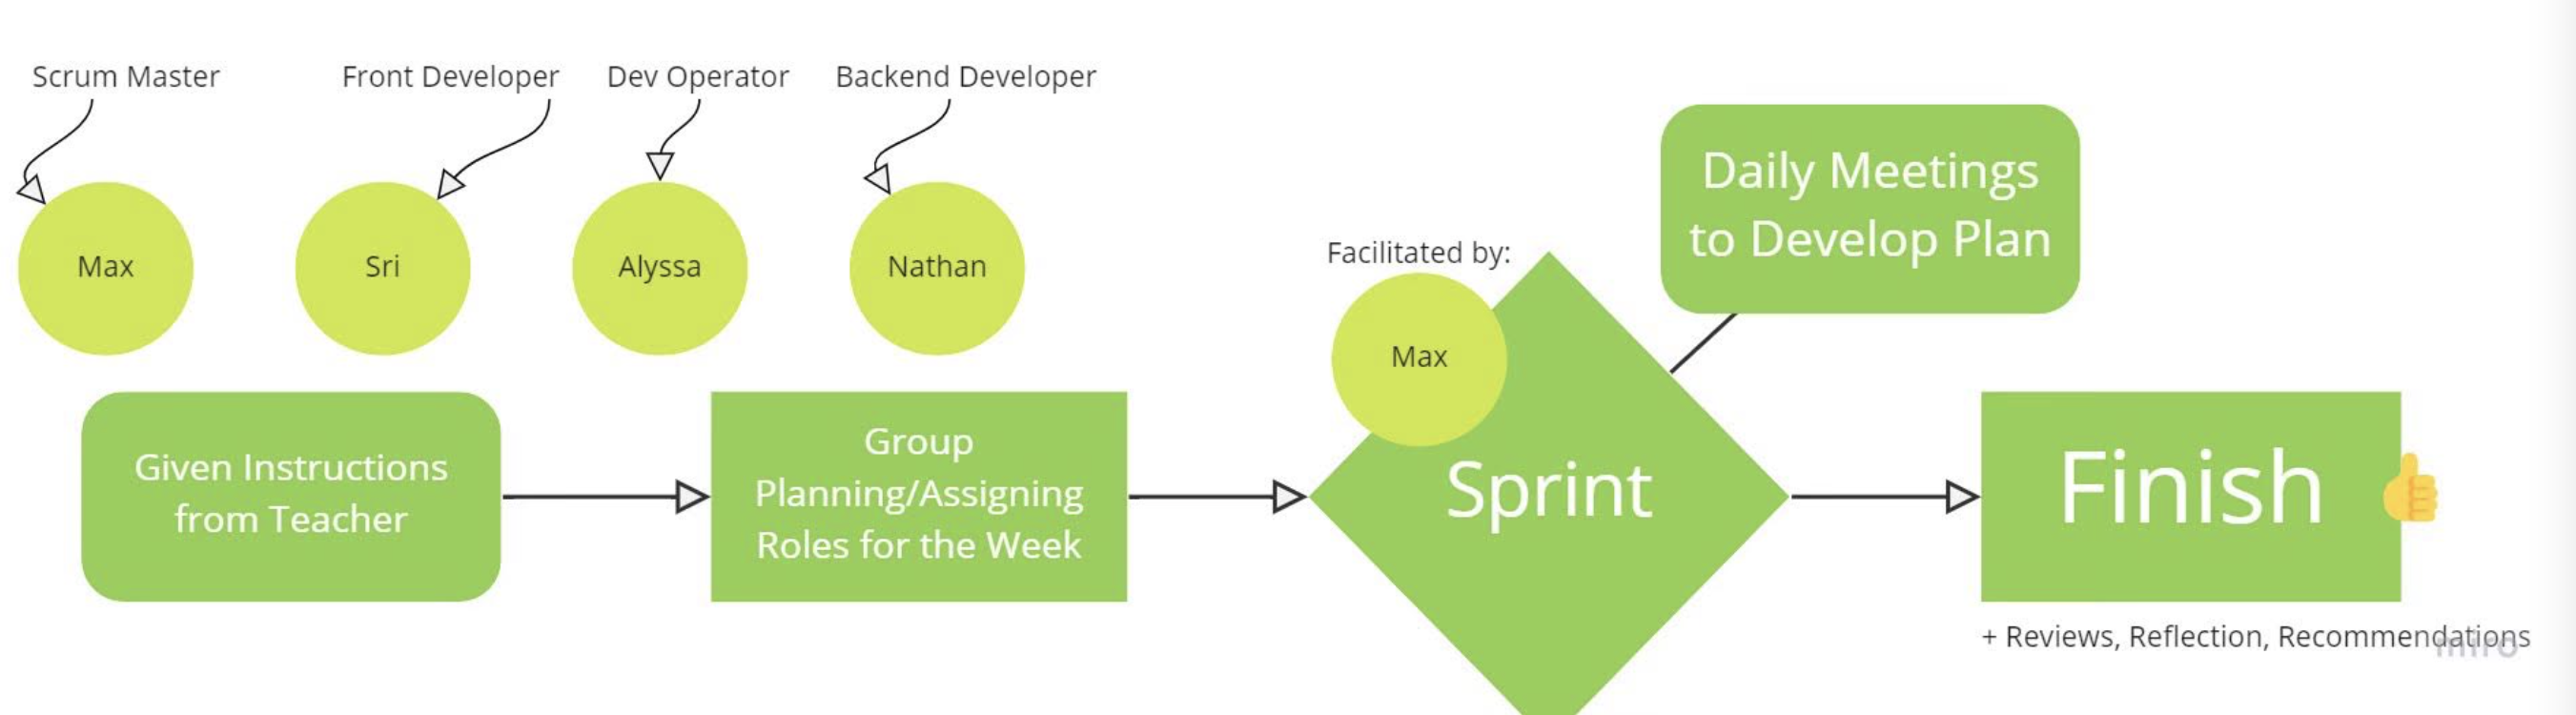 Scrum Master
Front Developer
Dev Operator
Backend Developer
Max
Sri
Alyssa
Nathan
Daily Meetings
to Develop Plan
Facilitated by:
Max
Given Instructions
from Teacher
Group
Planning/Assigning
Roles for the Week
Sprint
Finish
+ Reviews, Reflection, Recommendations
miro